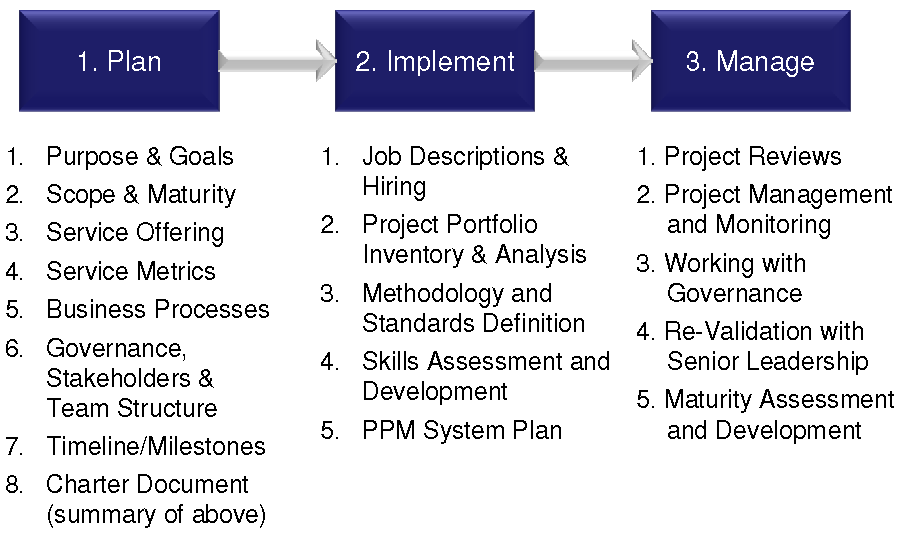 1. Plan
2. Implement
3. Manage
1. Purpose & Goals
2. Scope & Maturity
3. Service Offering
4. Service Metrics
5. Business Processes
6. Governance,
Stakeholders &
Team Structure
7. Timeline/Milestones
8. Charter Document
(summary of above)
1. Job Descriptions &
Hiring
2. Project Portfolio
Inventory & Analysis
3. Methodology and
Standards Definition
4. Skills Assessment and
Development
5. PPM System Plan
1. Project Reviews
2. Project Management
and Monitoring
3. Working with
Governance
4. Re-Validation with
Senior Leadership
5. Maturity Assessment
and Development